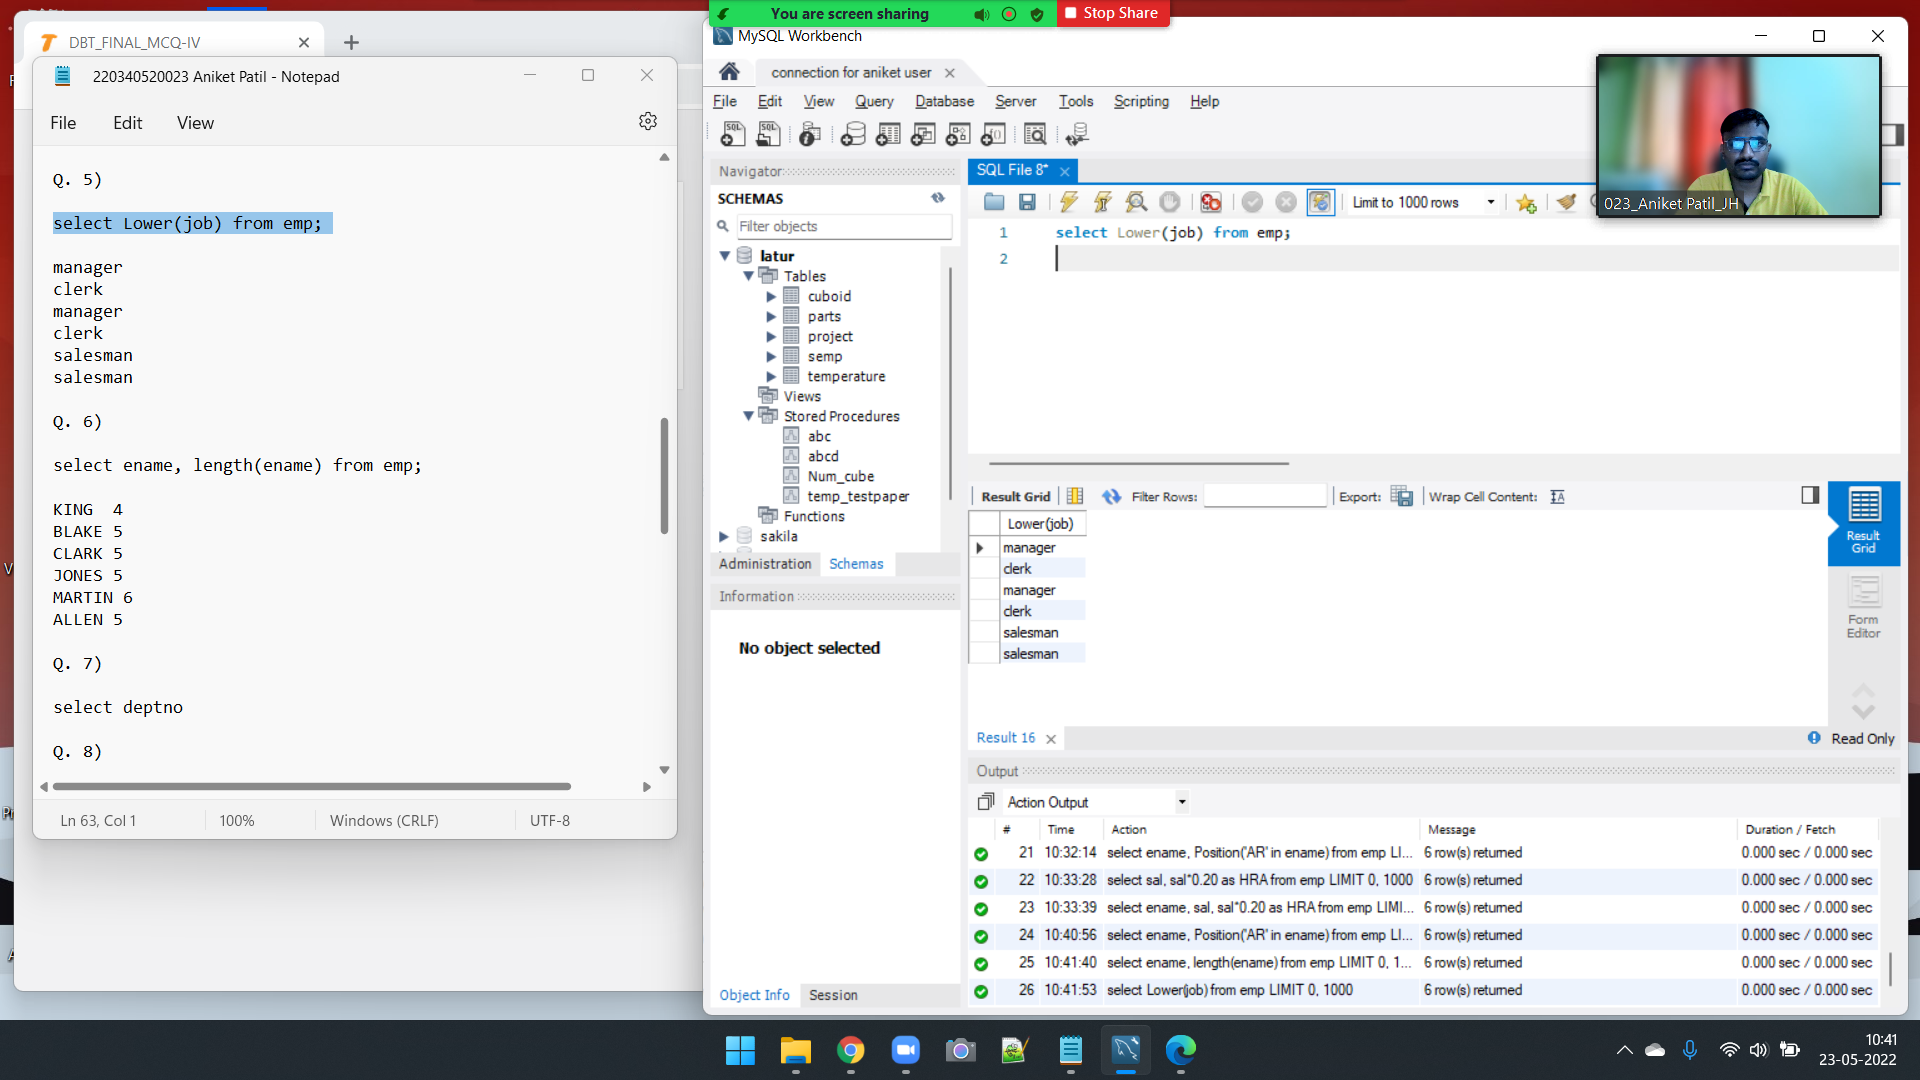 You are screen sharing
Stop Share
DBT_FINAL_MCQ-IV
220340520023 Aniket Patil - Notepad
File Edit View
Q. 5)
select Lower(job) from emp;
manager
clerk
manager
clerk
salesman
salesman
Q. 6)
select ename, length(ename) from emp;
KING 4
BLAKE 5
CLARK 5
JONES 5
MARTIN 6
ALLEN 5
Q. 7)
select deptno
Q. 8)
Ln 63, Col 1 100% Windows (CRLF) UTF-8
MySQL Workbench
connection for aniket user
File Edit View Query Database Server Tools Scripting Help
Navigator
SCHEMAS
Filter objects
latur
Tables
cuboid
parts
project
semp
temperature
Views
Stored Procedures
abc
abcd
Num_cube
temp_testpaper
Functions
sakila
Administration Schemas
Information
No object selected
Object Info Session
SQL File 8*
Limit to 1000 rows
1 select Lower(job) from emp;
2
023_Aniket Patil_JH
Result Grid Filter Rows: Export: Wrap Cell Content:
Lower(job)
manager
clerk
manager
clerk
salesman
salesman
Result Grid
Form Editor
Result 16
Read Only
Output
Action Output
# Time Action Message Duration / Fetch
21 10:32:14 select ename, Position('AR' in ename) from emp LI... 6 row(s) returned 0.000 sec / 0.000 sec
22 10:33:28 select sal, sal*0.20 as HRA from emp LIMIT 0, 1000 6 row(s) returned 0.000 sec / 0.000 sec
23 10:33:39 select ename, sal, sal*0.20 as HRA from emp LIMI... 6 row(s) returned 0.000 sec / 0.000 sec
24 10:40:56 select ename, Position('AR' in ename) from emp LI... 6 row(s) returned 0.000 sec / 0.000 sec
25 10:41:40 select ename, length(ename) from emp LIMIT 0, 1... 6 row(s) returned 0.000 sec / 0.000 sec
26 10:41:53 select Lower(job) from emp LIMIT 0, 1000 6 row(s) returned 0.000 sec / 0.000 sec
10:41
23-05-2022